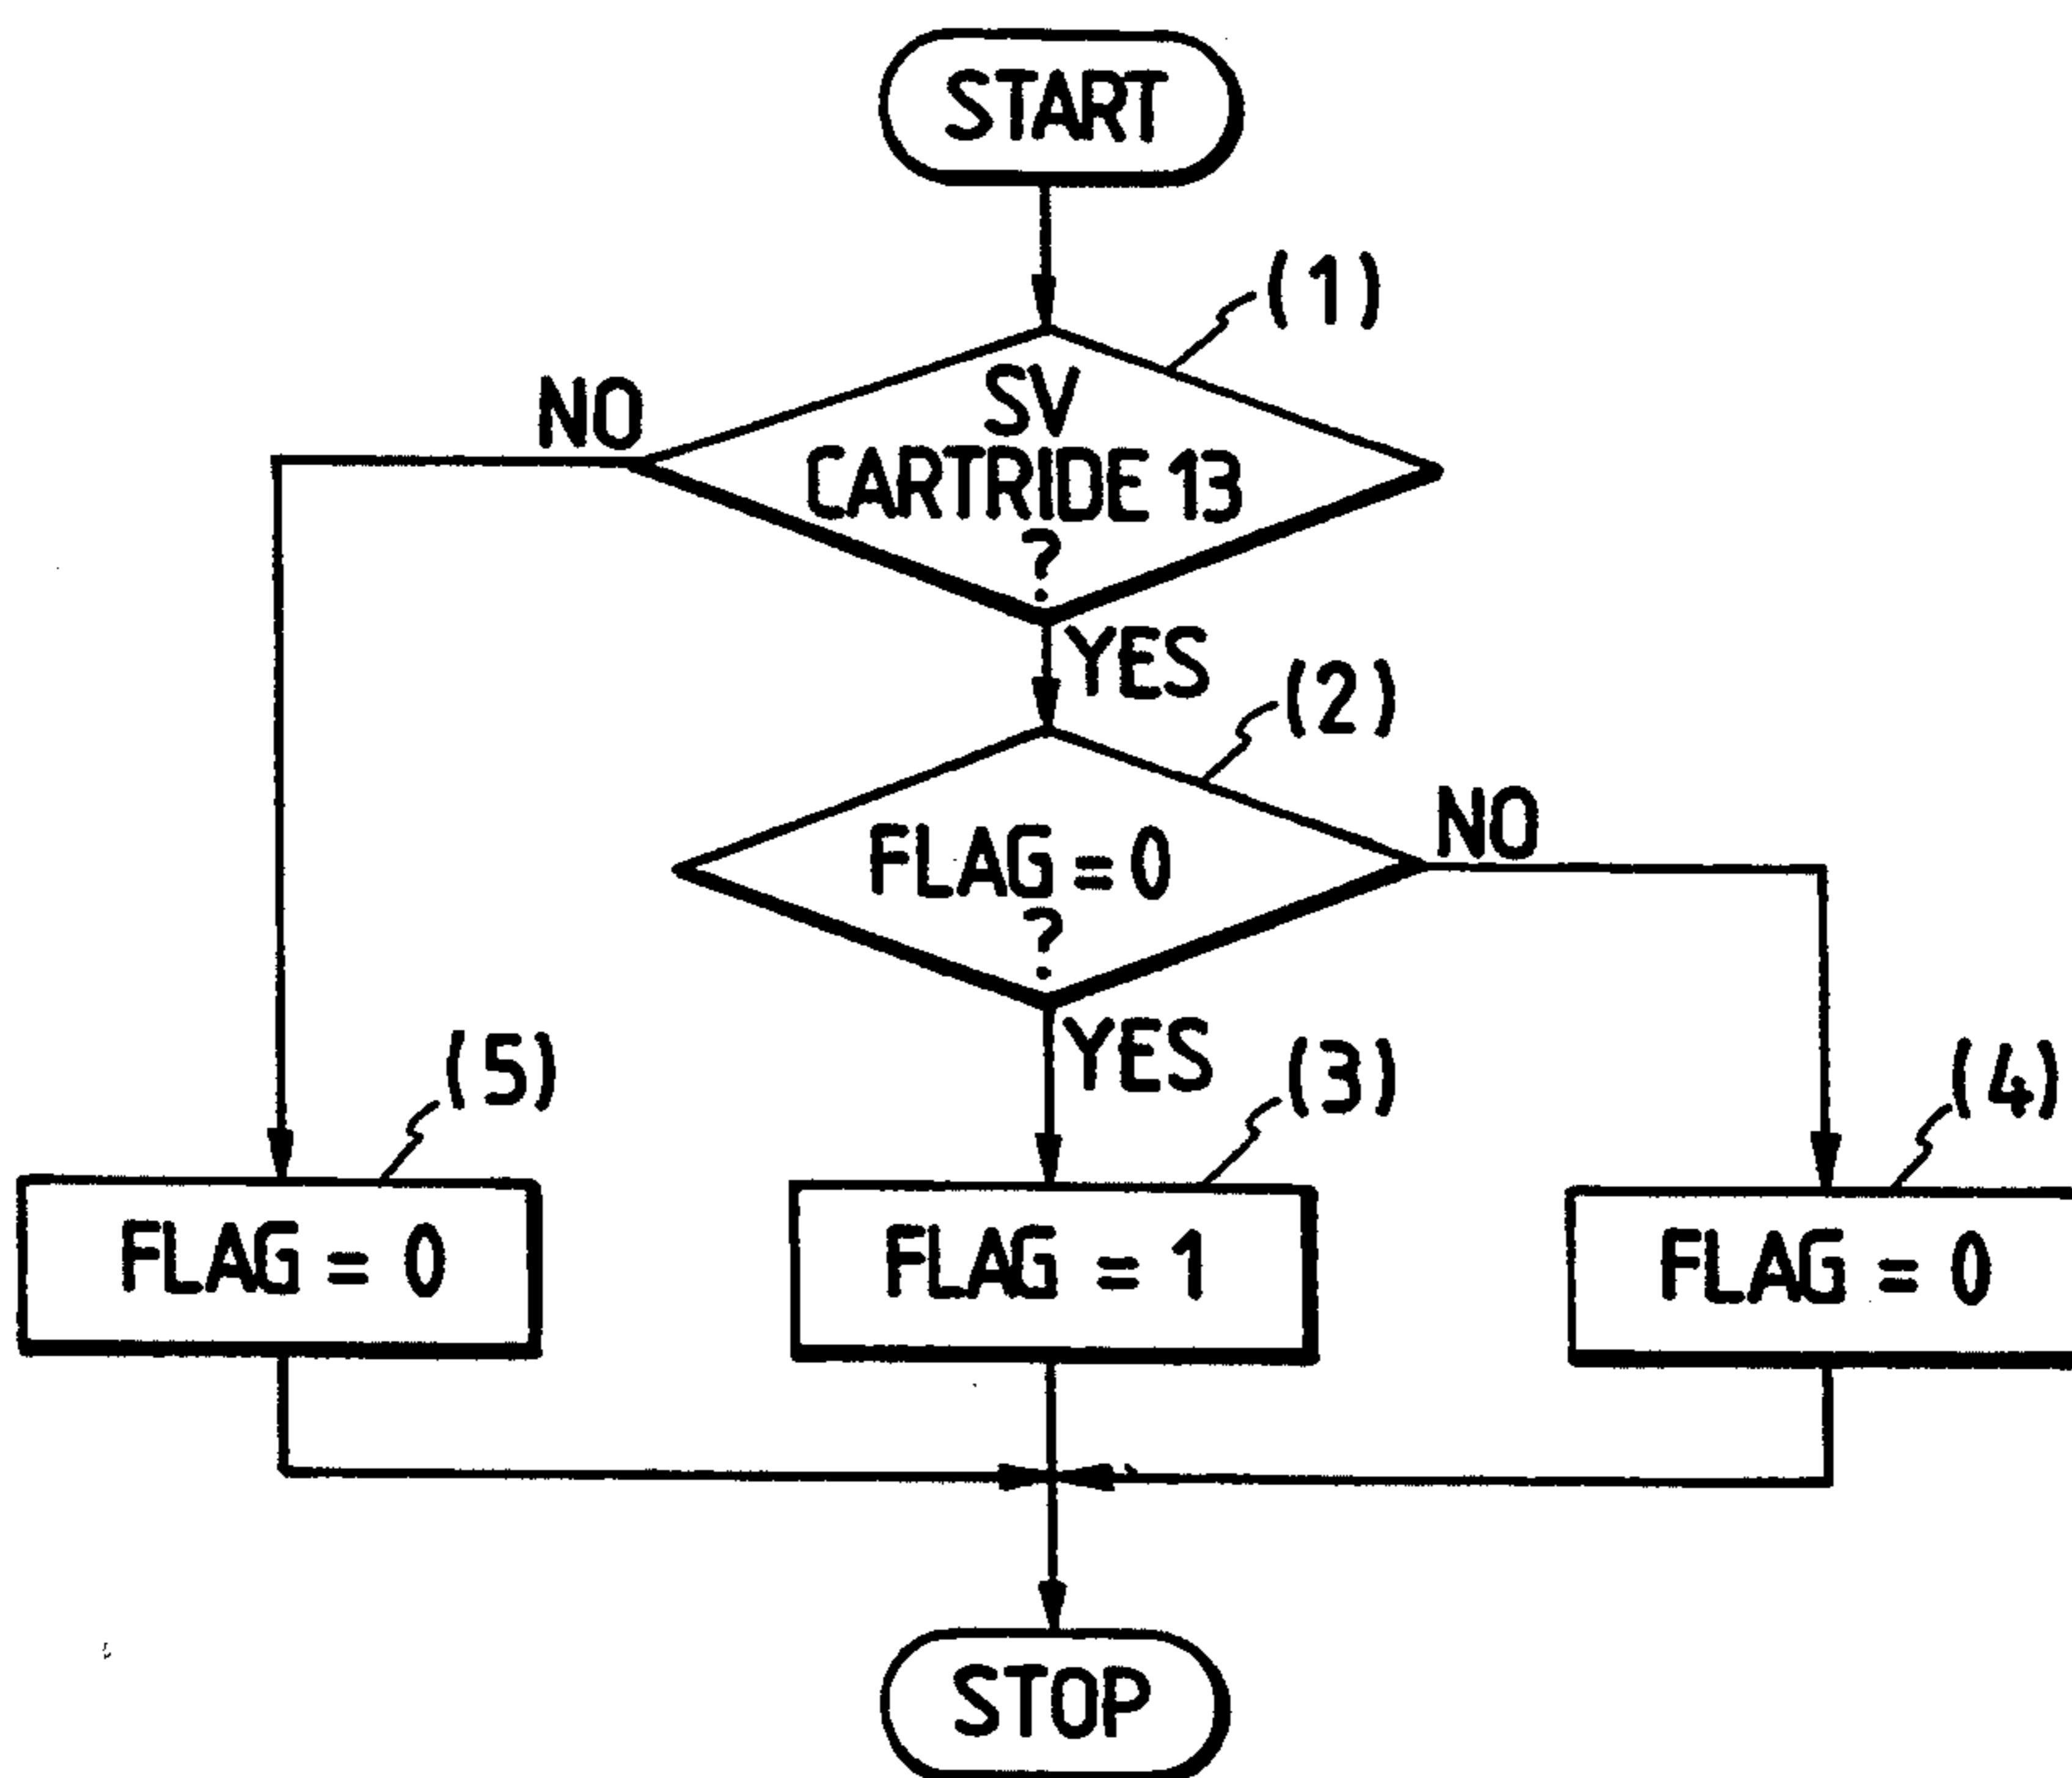 START
(1)
NO
SV
CARTRIDE 13
?
YES
(2)
FLAG = 0
?
NO
YES
(5)
(3)
(4)
FLAG = 0
FLAG = 1
FLAG = 0
STOP